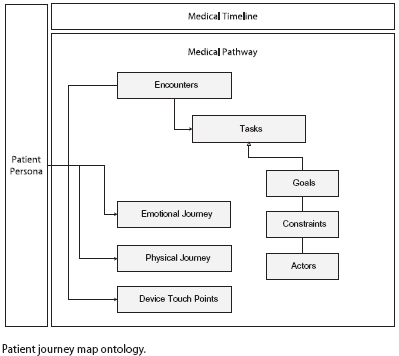 Medical Timeline
Medical Pathway
Encounters
Tasks
Patient
Persona
Goals
Emotional Journey
Constraints
Physical Journey
Actors
Device Touch Points
Patient journey map ontology.